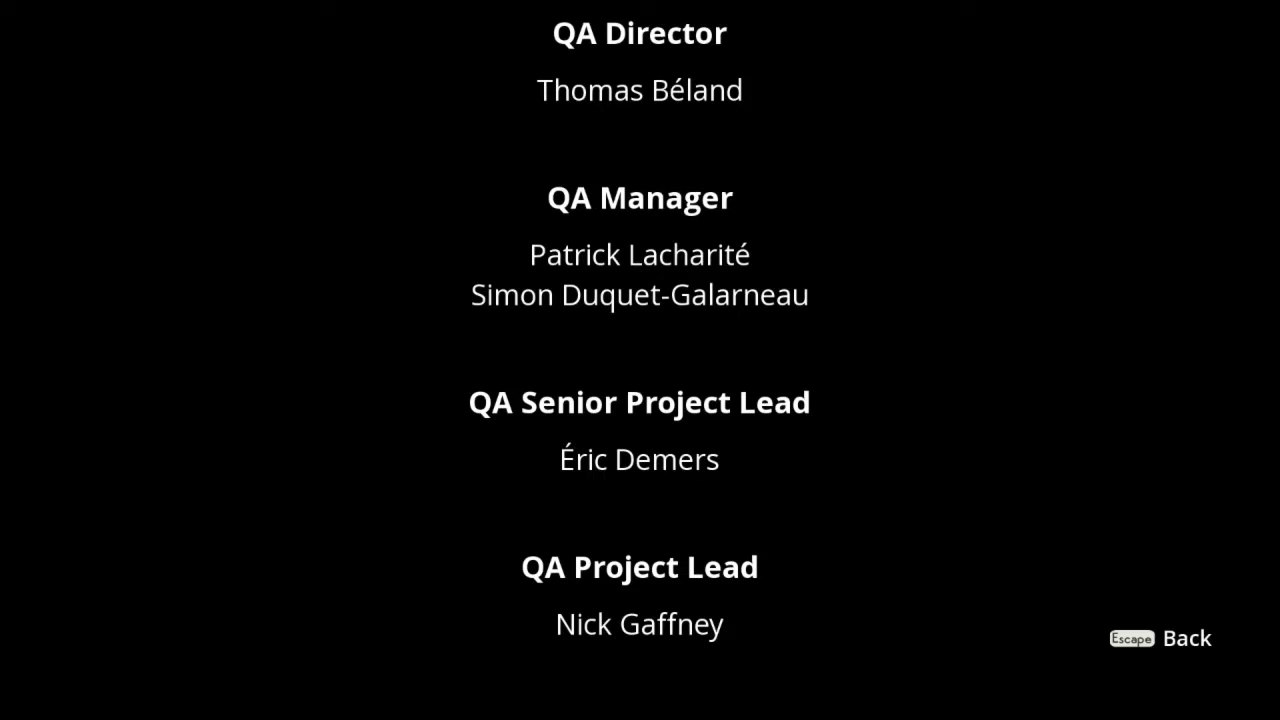 QA Director
Thomas Béland
QA Manager
Patrick Lacharité
Simon Duquet-Galarneau
QA Senior Project Lead
Éric Demers
QA Project Lead
Nick Gaffney
Escape Back